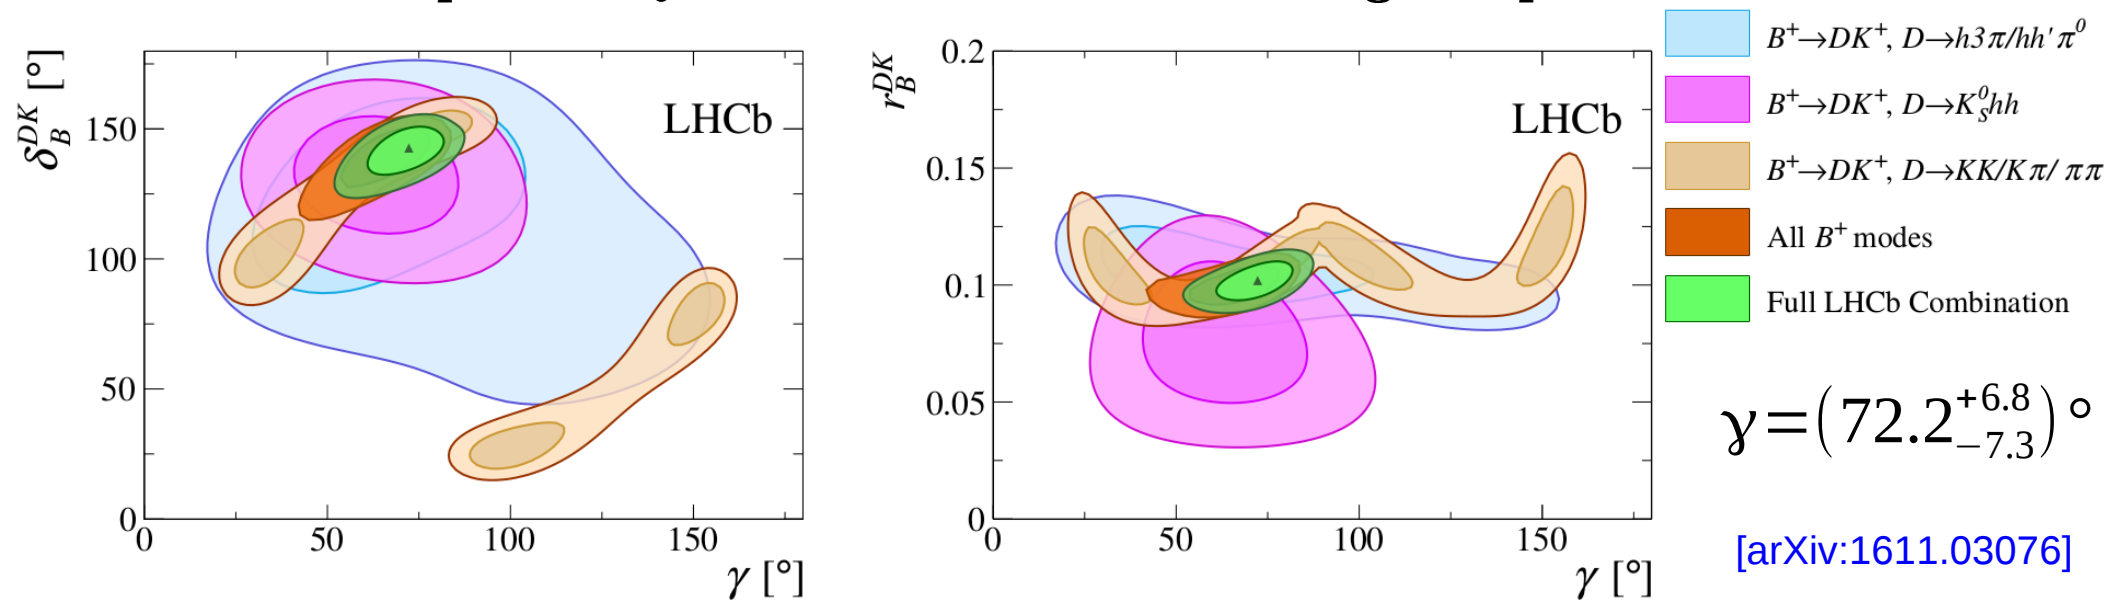 δ_B^{DK} [°]
LHCb
150
100
50
0
0 50 100 150
γ [°]
r_B^{DK}
LHCb
0.2
0.15
0.1
0.05
0
0 50 100 150
γ [°]
B⁺→DK⁺, D→h3π/hh'π⁰
B⁺→DK⁺, D→K_S^0hh
B⁺→DK⁺, D→KK/Kπ/ππ
All B⁺ modes
Full LHCb Combination
γ=(72.2^{+6.8}_{−7.3})°
[arXiv:1611.03076]